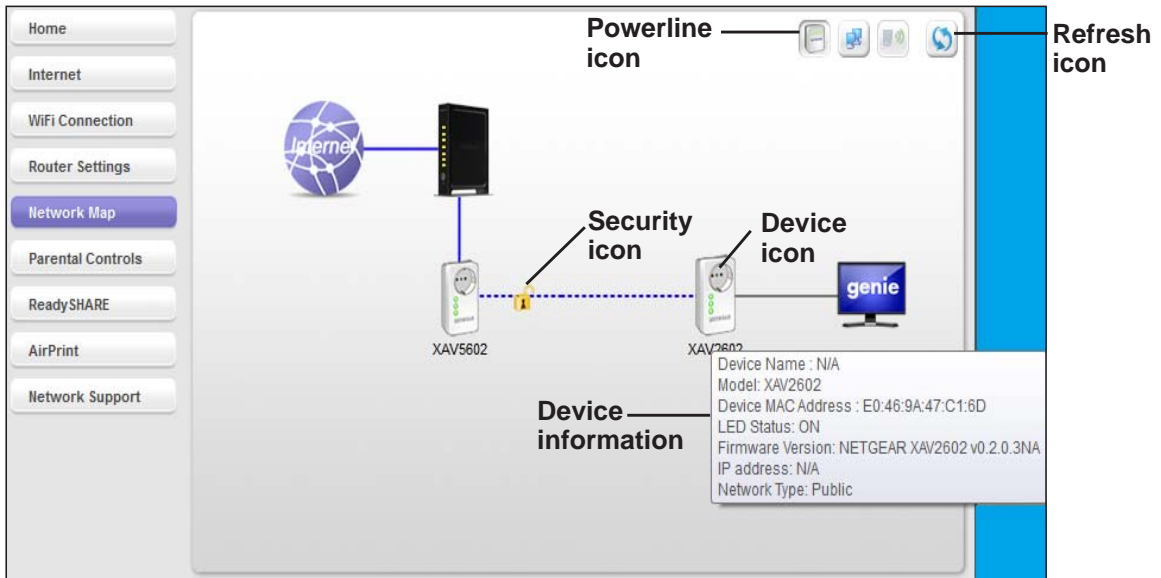 Home
Internet
WiFi Connection
Router Settings
Network Map
Parental Controls
ReadySHARE
AirPrint
Network Support
Powerline
icon
Refresh
icon
Internet
Security
icon
Device
icon
genie
XAV5602
XAV2602
Device
information
Device Name : N/A
Model: XAV2602
Device MAC Address : E0:46:9A:47:C1:6D
LED Status: ON
Firmware Version: NETGEAR XAV2602 v0.2.0.3NA
IP address: N/A
Network Type: Public